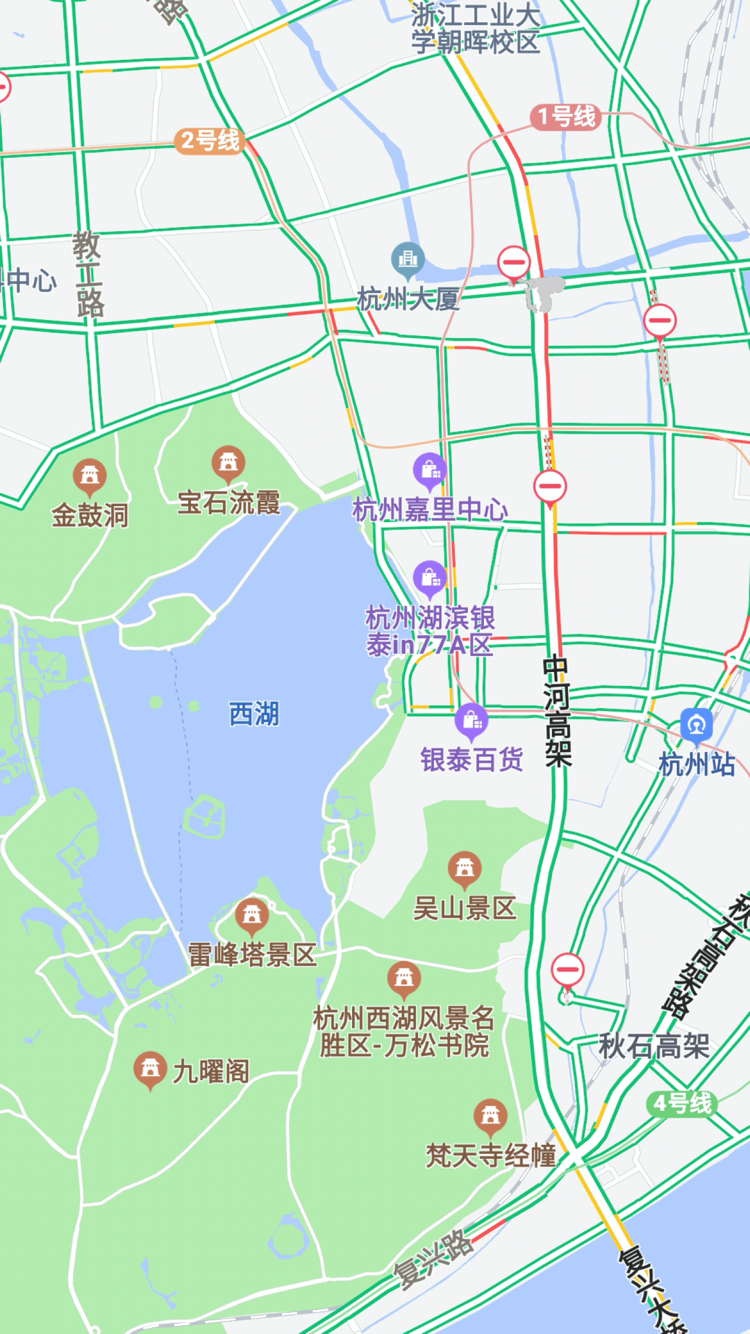 路
浙江工业大
学朝晖校区
1号线
2号线
教工路
中心
杭州大厦
金鼓洞
宝石流霞
杭州嘉里中心
杭州湖滨银
泰in77A区
西湖
中河高架
银泰百货
杭州站
吴山景区
秋石高架路
雷峰塔景区
杭州西湖风景名
胜区-万松书院
秋石高架
九曜阁
4号线
梵天寺经幢
复兴路
复兴大桥